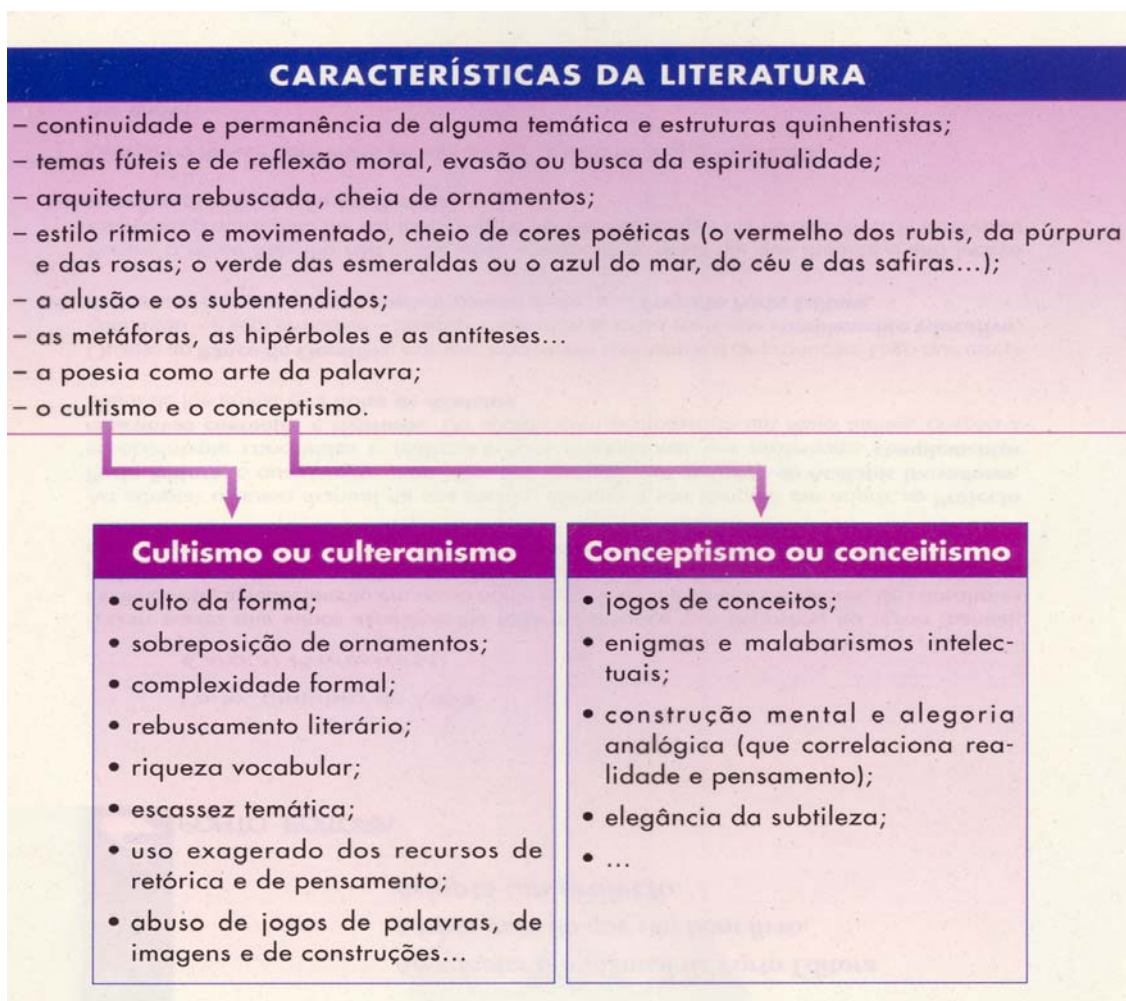 CARACTERÍSTICAS DA LITERATURA
– continuidade e permanência de alguma temática e estruturas quinhentistas;
– temas fúteis e de reflexão moral, evasão ou busca da espiritualidade;
– arquitectura rebuscada, cheia de ornamentos;
– estilo rítmico e movimentado, cheio de cores poéticas (o vermelho dos rubis, da púrpura
e das rosas; o verde das esmeraldas ou o azul do mar, do céu e das safiras...);
– a alusão e os subentendidos;
– as metáforas, as hipérboles e as antíteses...
– a poesia como arte da palavra;
– o cultismo e o conceptismo.
Cultismo ou culteranismo
• culto da forma;
• sobreposição de ornamentos;
• complexidade formal;
• rebuscamento literário;
• riqueza vocabular;
• escassez temática;
• uso exagerado dos recursos de
retórica e de pensamento;
• abuso de jogos de palavras, de
imagens e de construções...
Conceptismo ou conceitismo
• jogos de conceitos;
• enigmas e malabarismos intelec-
tuais;
• construção mental e alegoria
analógica (que correlaciona rea-
lidade e pensamento);
• elegância da subtileza;
• ...